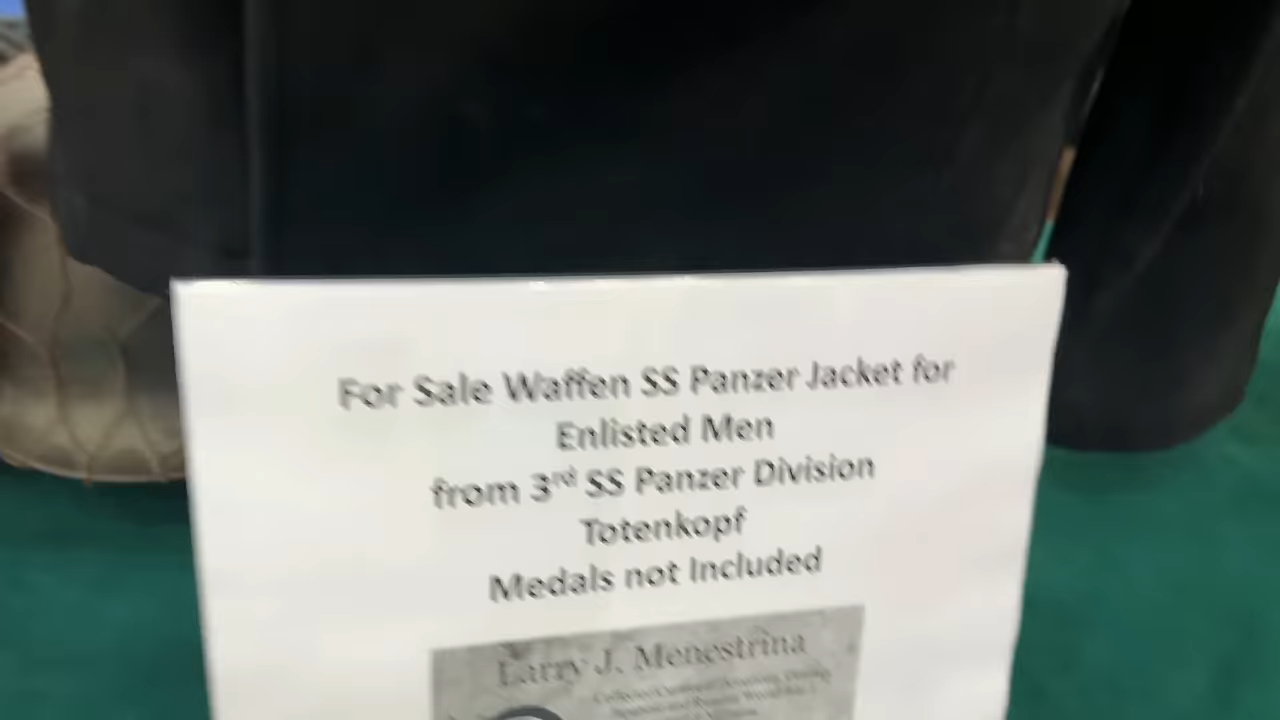 For Sale Waffen SS Panzer Jacket for
Enlisted Men
from 3rd SS Panzer Division
Totenkopf
Medals not Included
Larry J. Menestrina